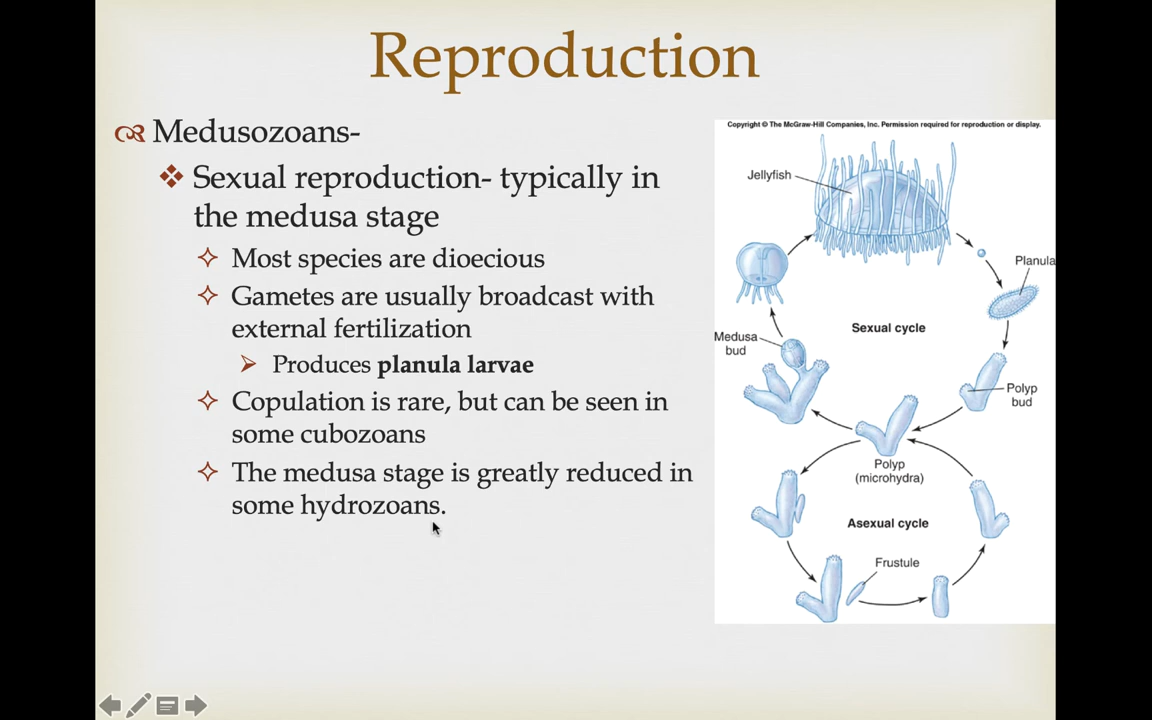 Reproduction
Medusozoans-
Sexual reproduction- typically in
the medusa stage
Most species are dioecious
Gametes are usually broadcast with
external fertilization
Produces planula larvae
Copulation is rare, but can be seen in
some cubozoans
The medusa stage is greatly reduced in
some hydrozoans.
Copyright © The McGraw-Hill Companies, Inc. Permission required for reproduction or display.
Jellyfish
Planula
Sexual cycle
Medusa
bud
Polyp
bud
Polyp
(microhydra)
Asexual cycle
Frustule